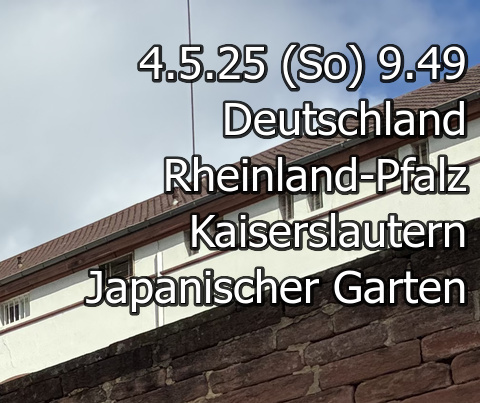 4.5.25 (So) 9.49
Deutschland
Rheinland-Pfalz
Kaiserslautern
Japanischer Garten